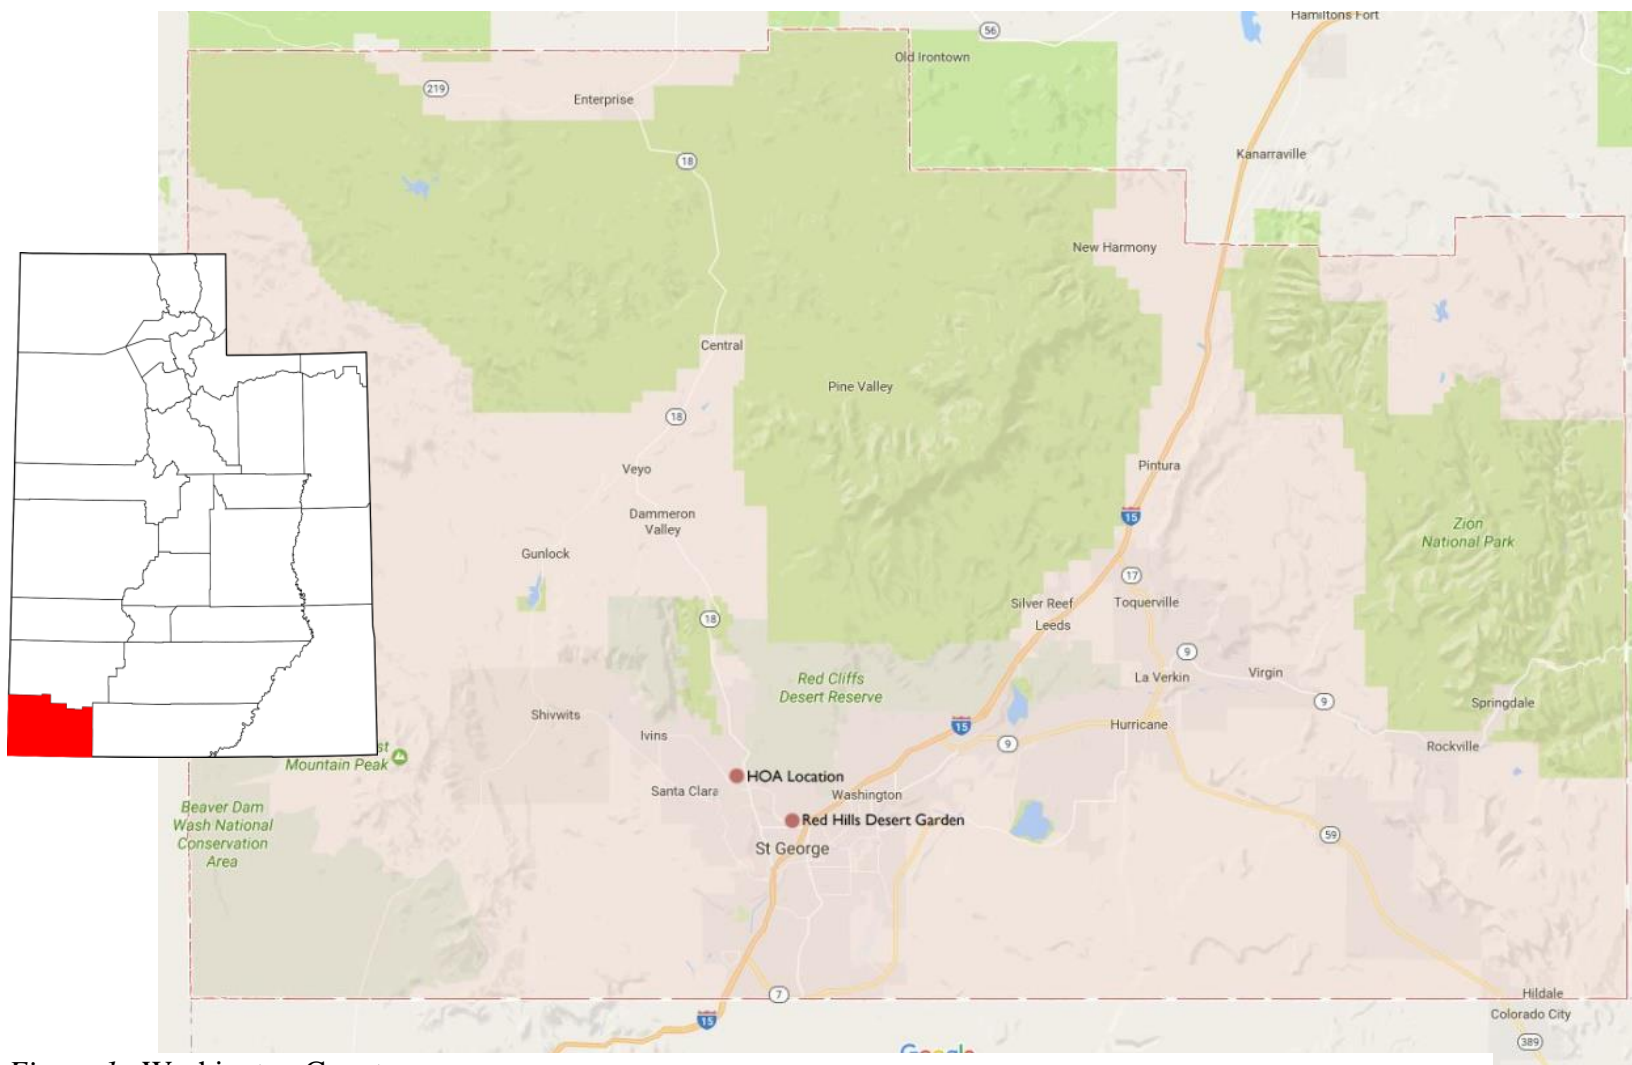 Hamiltons Fort
56
Old Irontown
219
Enterprise
Kanarraville
18
New Harmony
Central
Pine Valley
18
Veyo
Pintura
Dammeron
Valley
15
Zion
National Park
Gunlock
17
Silver Reef
Toquerville
18
Leeds
9
Red Cliffs
Desert Reserve
La Verkin
Virgin
9
Springdale
Shivwits
15
Hurricane
Ivins
9
Rockville
st
Mountain Peak
HOA Location
Santa Clara
Washington
Beaver Dam
Wash National
Conservation
Area
Red Hills Desert Garden
59
St George
7
Hildale
15
Colorado City
389
Google